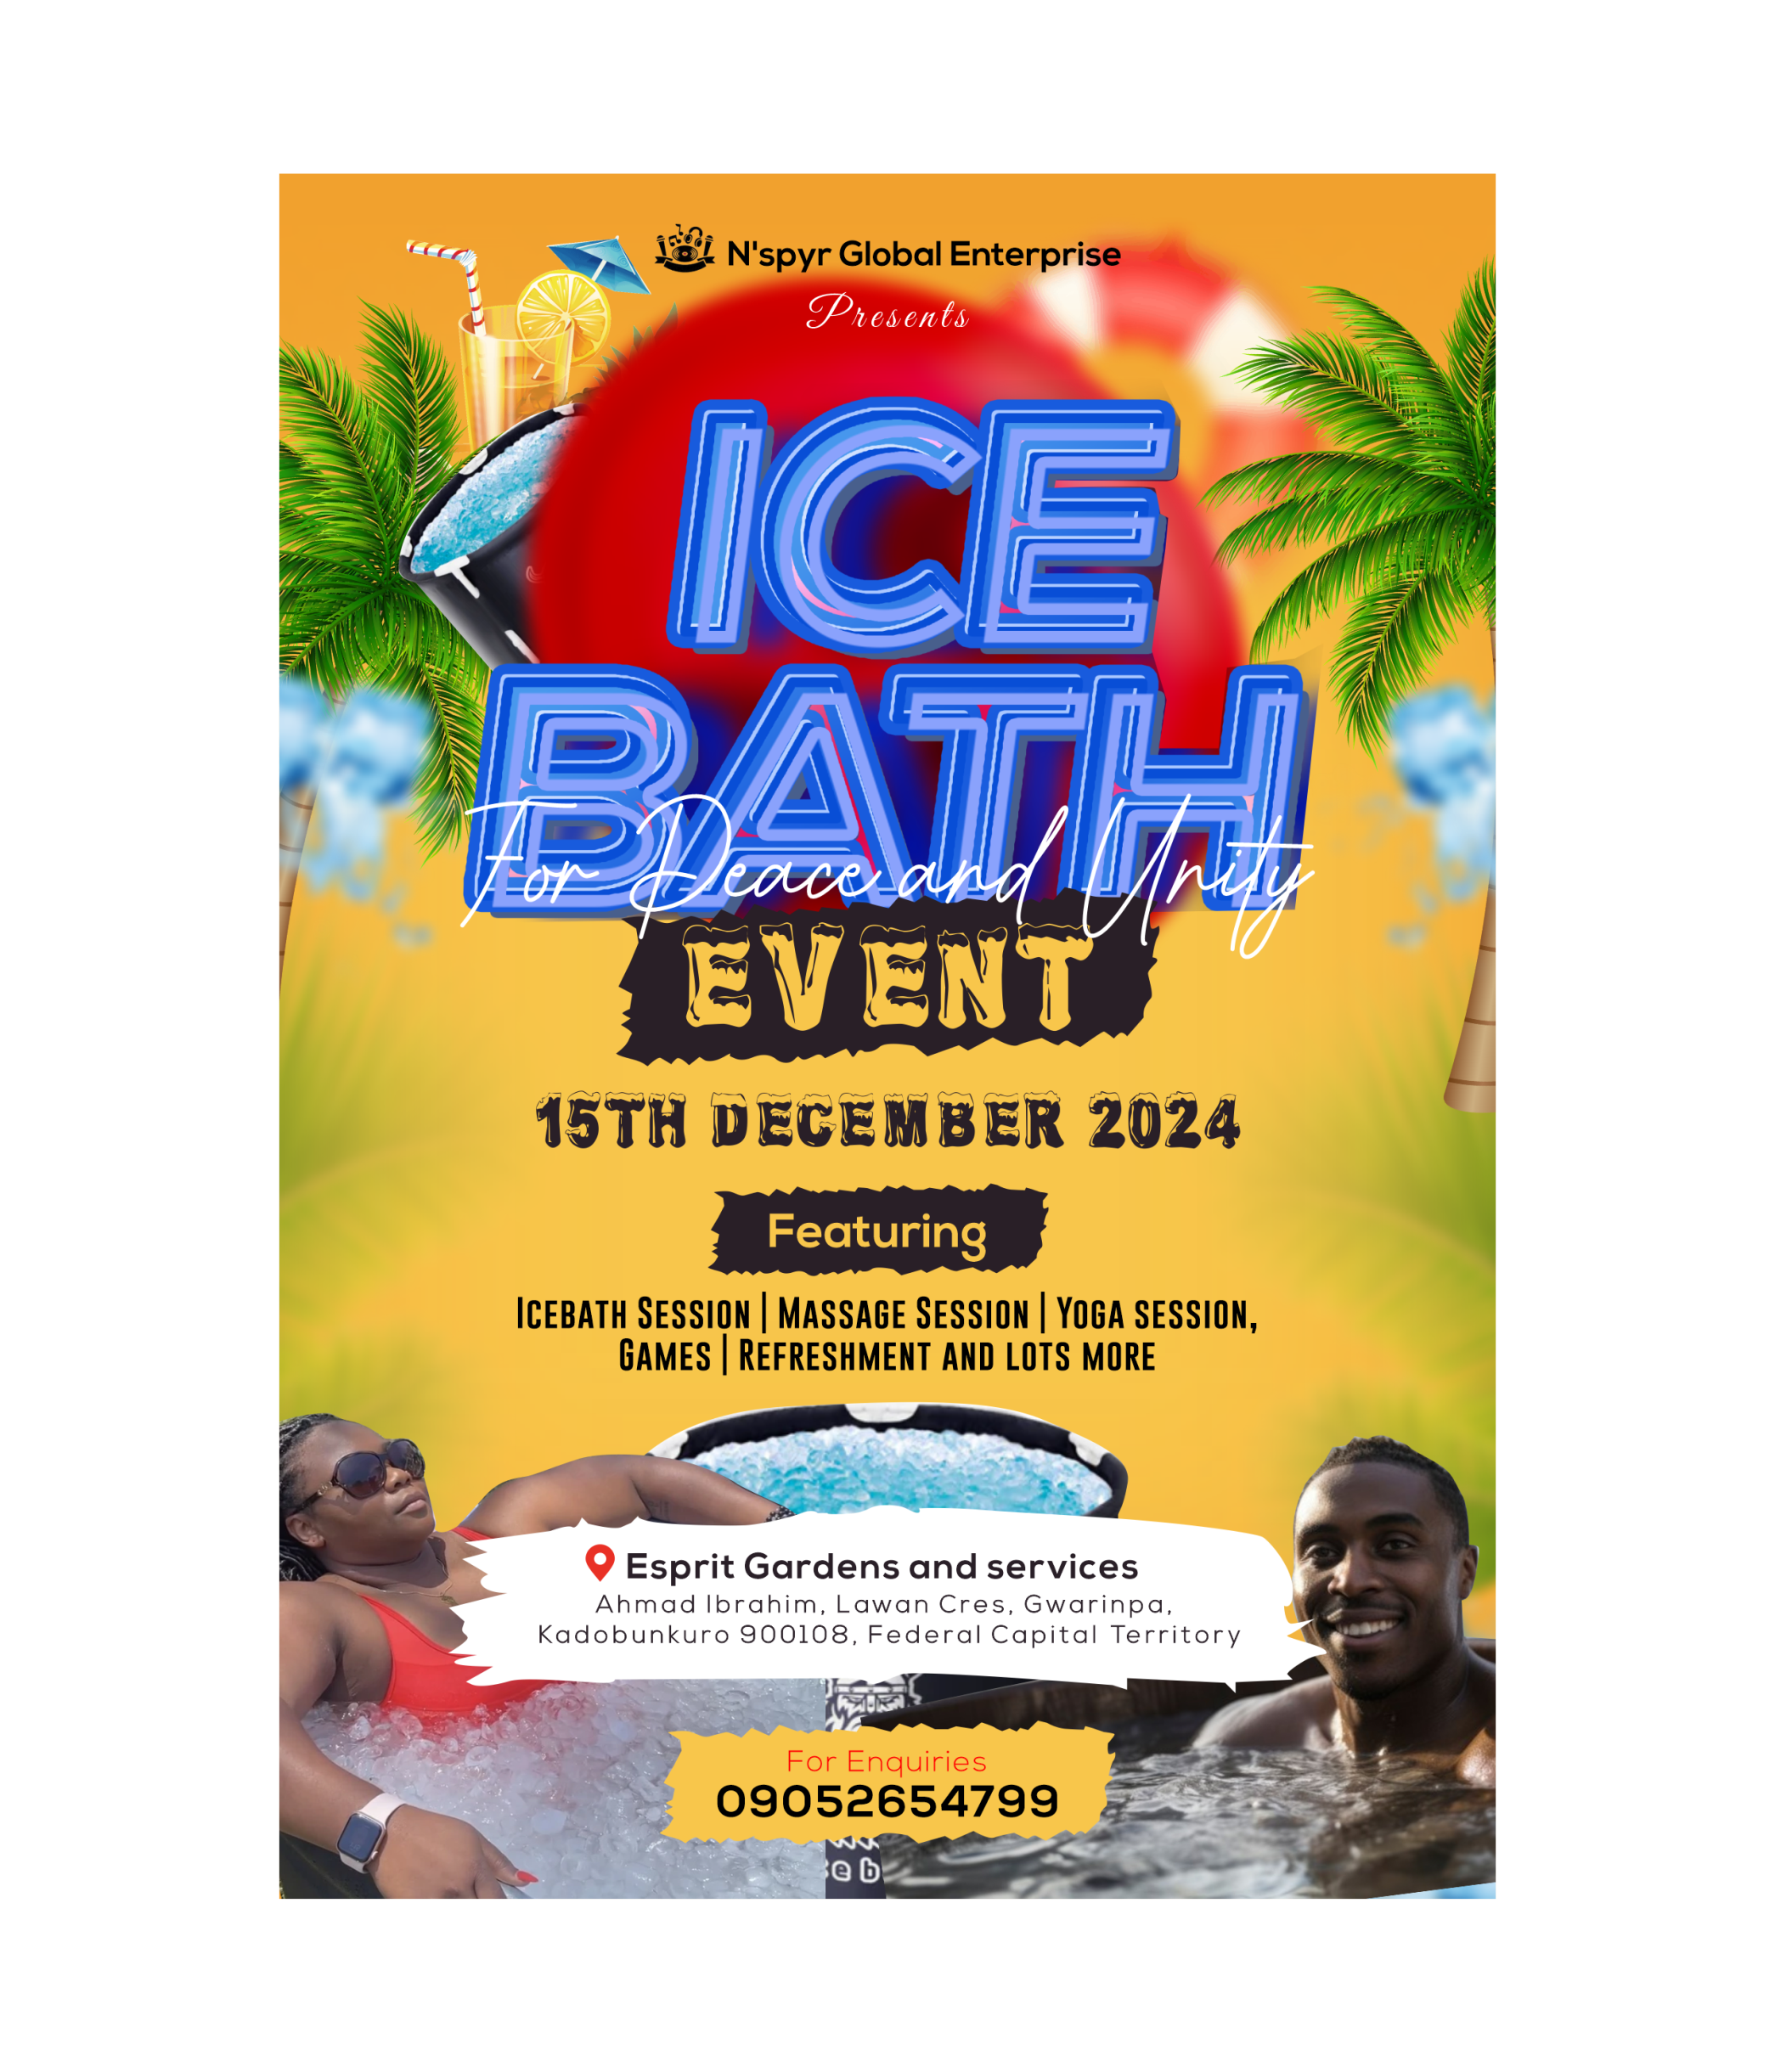 N'spyr Global Enterprise
Presents
ICE
BATH
For Peace and Unity
EVENT
15TH DECEMBER 2024
Featuring
Icebath Session | Massage Session | Yoga session,
Games | Refreshment and lots more
Esprit Gardens and services
Ahmad Ibrahim, Lawan Cres, Gwarinpa,
Kadobunkuro 900108, Federal Capital Territory
For Enquiries
09052654799